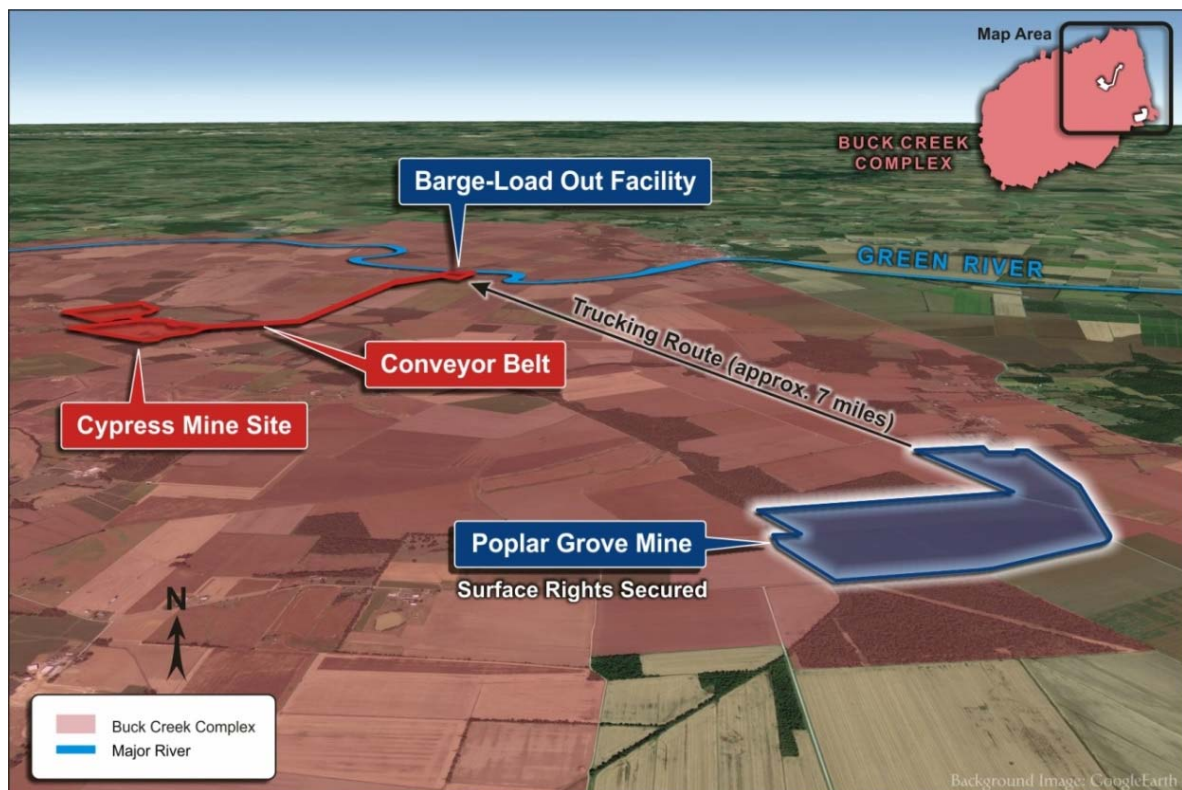 Map Area
BUCK CREEK
COMPLEX
Barge-Load Out Facility
GREEN RIVER
Trucking Route (approx. 7 miles)
Conveyor Belt
Cypress Mine Site
Poplar Grove Mine
Surface Rights Secured
N
Buck Creek Complex
Major River
Background Image: GoogleEarth